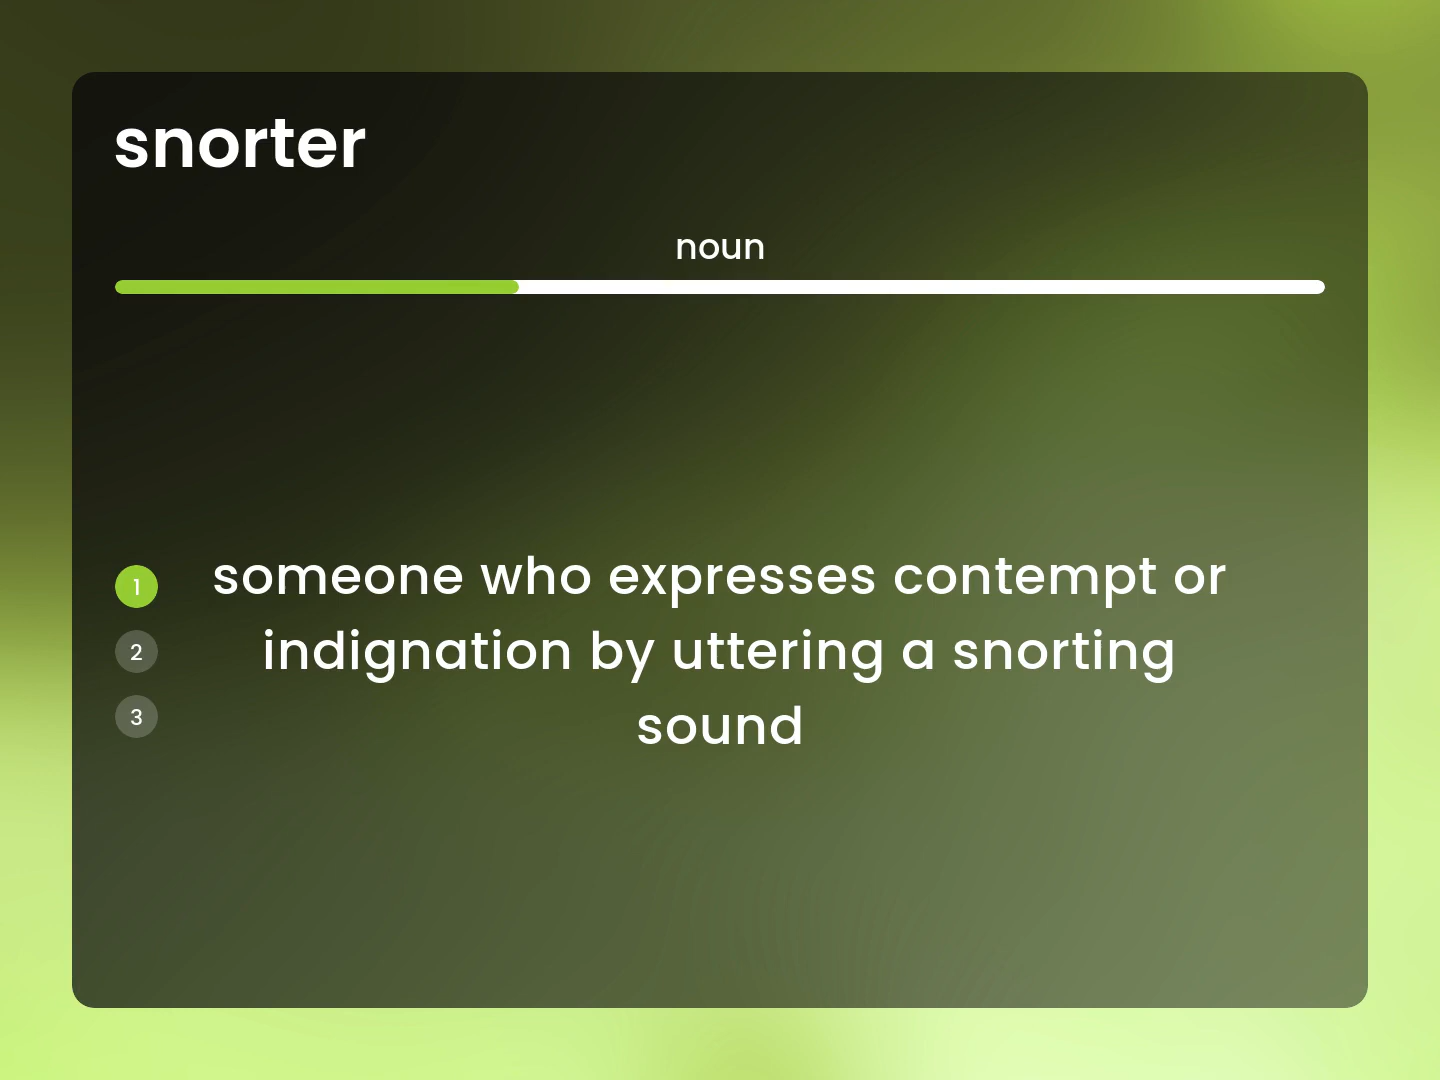 snorter
noun
1
2
3
someone who expresses contempt or
indignation by uttering a snorting
sound